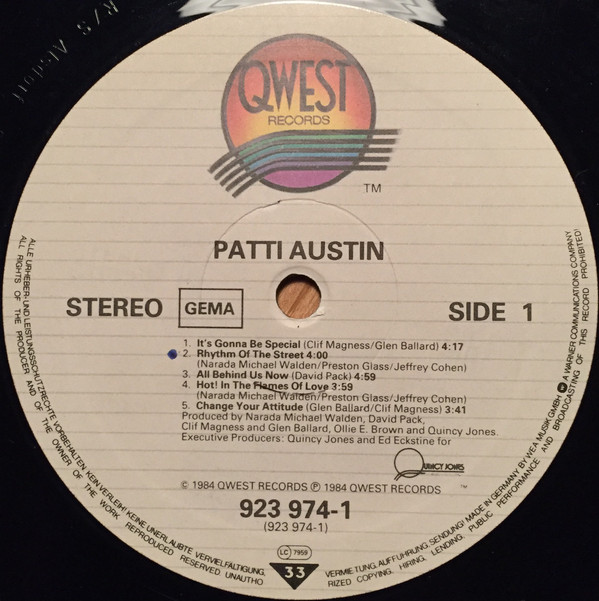 R/S Alsdorf
QWEST
RECORDS
TM
PATTI AUSTIN
STEREO
GEMA
SIDE 1
1. It's Gonna Be Special (Clif Magness/Glen Ballard) 4:17
2. Rhythm Of The Street 4:00
(Narada Michael Walden/Preston Glass/Jeffrey Cohen)
3. All Behind Us Now (David Pack) 4:59
4. Hot! In The Flames Of Love 3:59
(Narada Michael Walden/Preston Glass/Jeffrey Cohen)
5. Change Your Attitude (Glen Ballard/Clif Magness) 3:41
Produced by Narada Michael Walden, David Pack,
Clif Magness and Glen Ballard, Ollie E. Brown and Quincy Jones
Executive Producers: Quincy Jones and Ed Eckstine for
QUINCY JONES
TM
© 1984 QWEST RECORDS ℗ 1984 QWEST RECORDS
923 974-1
(923 974-1)
LC 7959
33
ALLE URHEBER- UND LEISTUNGSSCHUTZRECHTE VORBEHALTEN. KEIN VERLEIH! KEINE UNERLAUBTE VERVIELFÄLTIGUNG, VERMIETUNG, AUFFÜHRUNG, SENDUNG! MADE IN GERMANY BY WEA MUSIK GMBH A WARNER COMMUNICATIONS COMPANY
ALL RIGHTS OF THE PRODUCER AND OF THE OWNER OF THE WORK REPRODUCED RESERVED. UNAUTHORIZED COPYING, HIRING, LENDING, PUBLIC PERFORMANCE AND BROADCASTING OF THIS RECORD PROHIBITED!